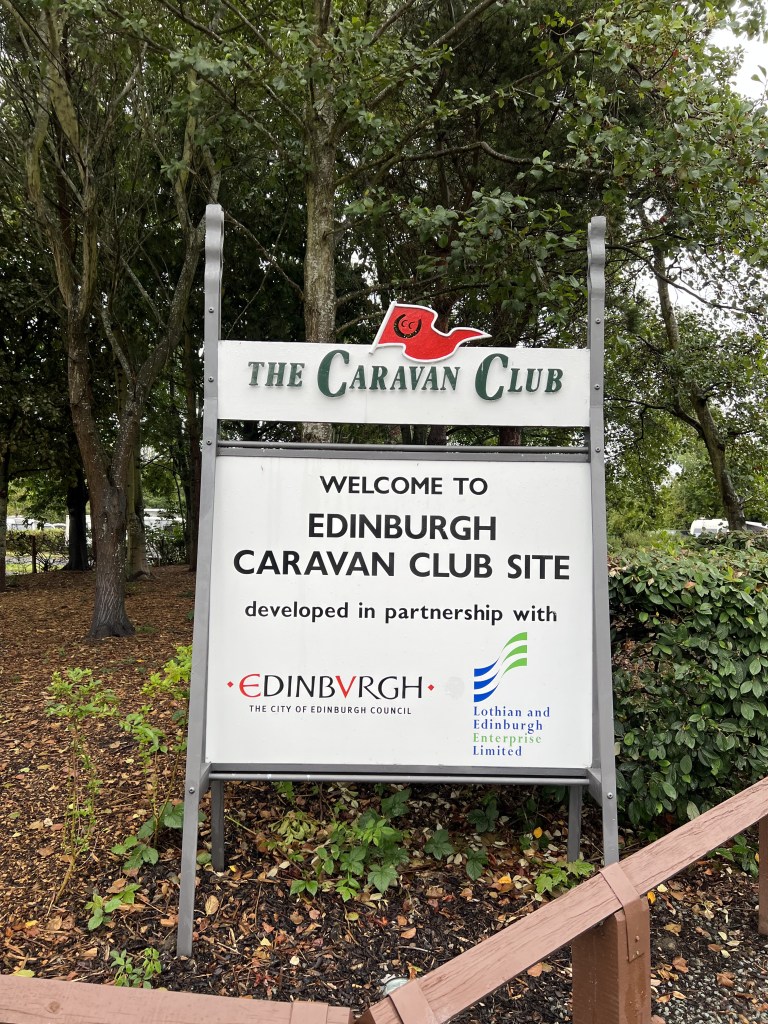 CC
THE CARAVAN CLUB
WELCOME TO
EDINBURGH
CARAVAN CLUB SITE
developed in partnership with
EDINBVRGH
THE CITY OF EDINBURGH COUNCIL
Lothian and
Edinburgh
Enterprise
Limited